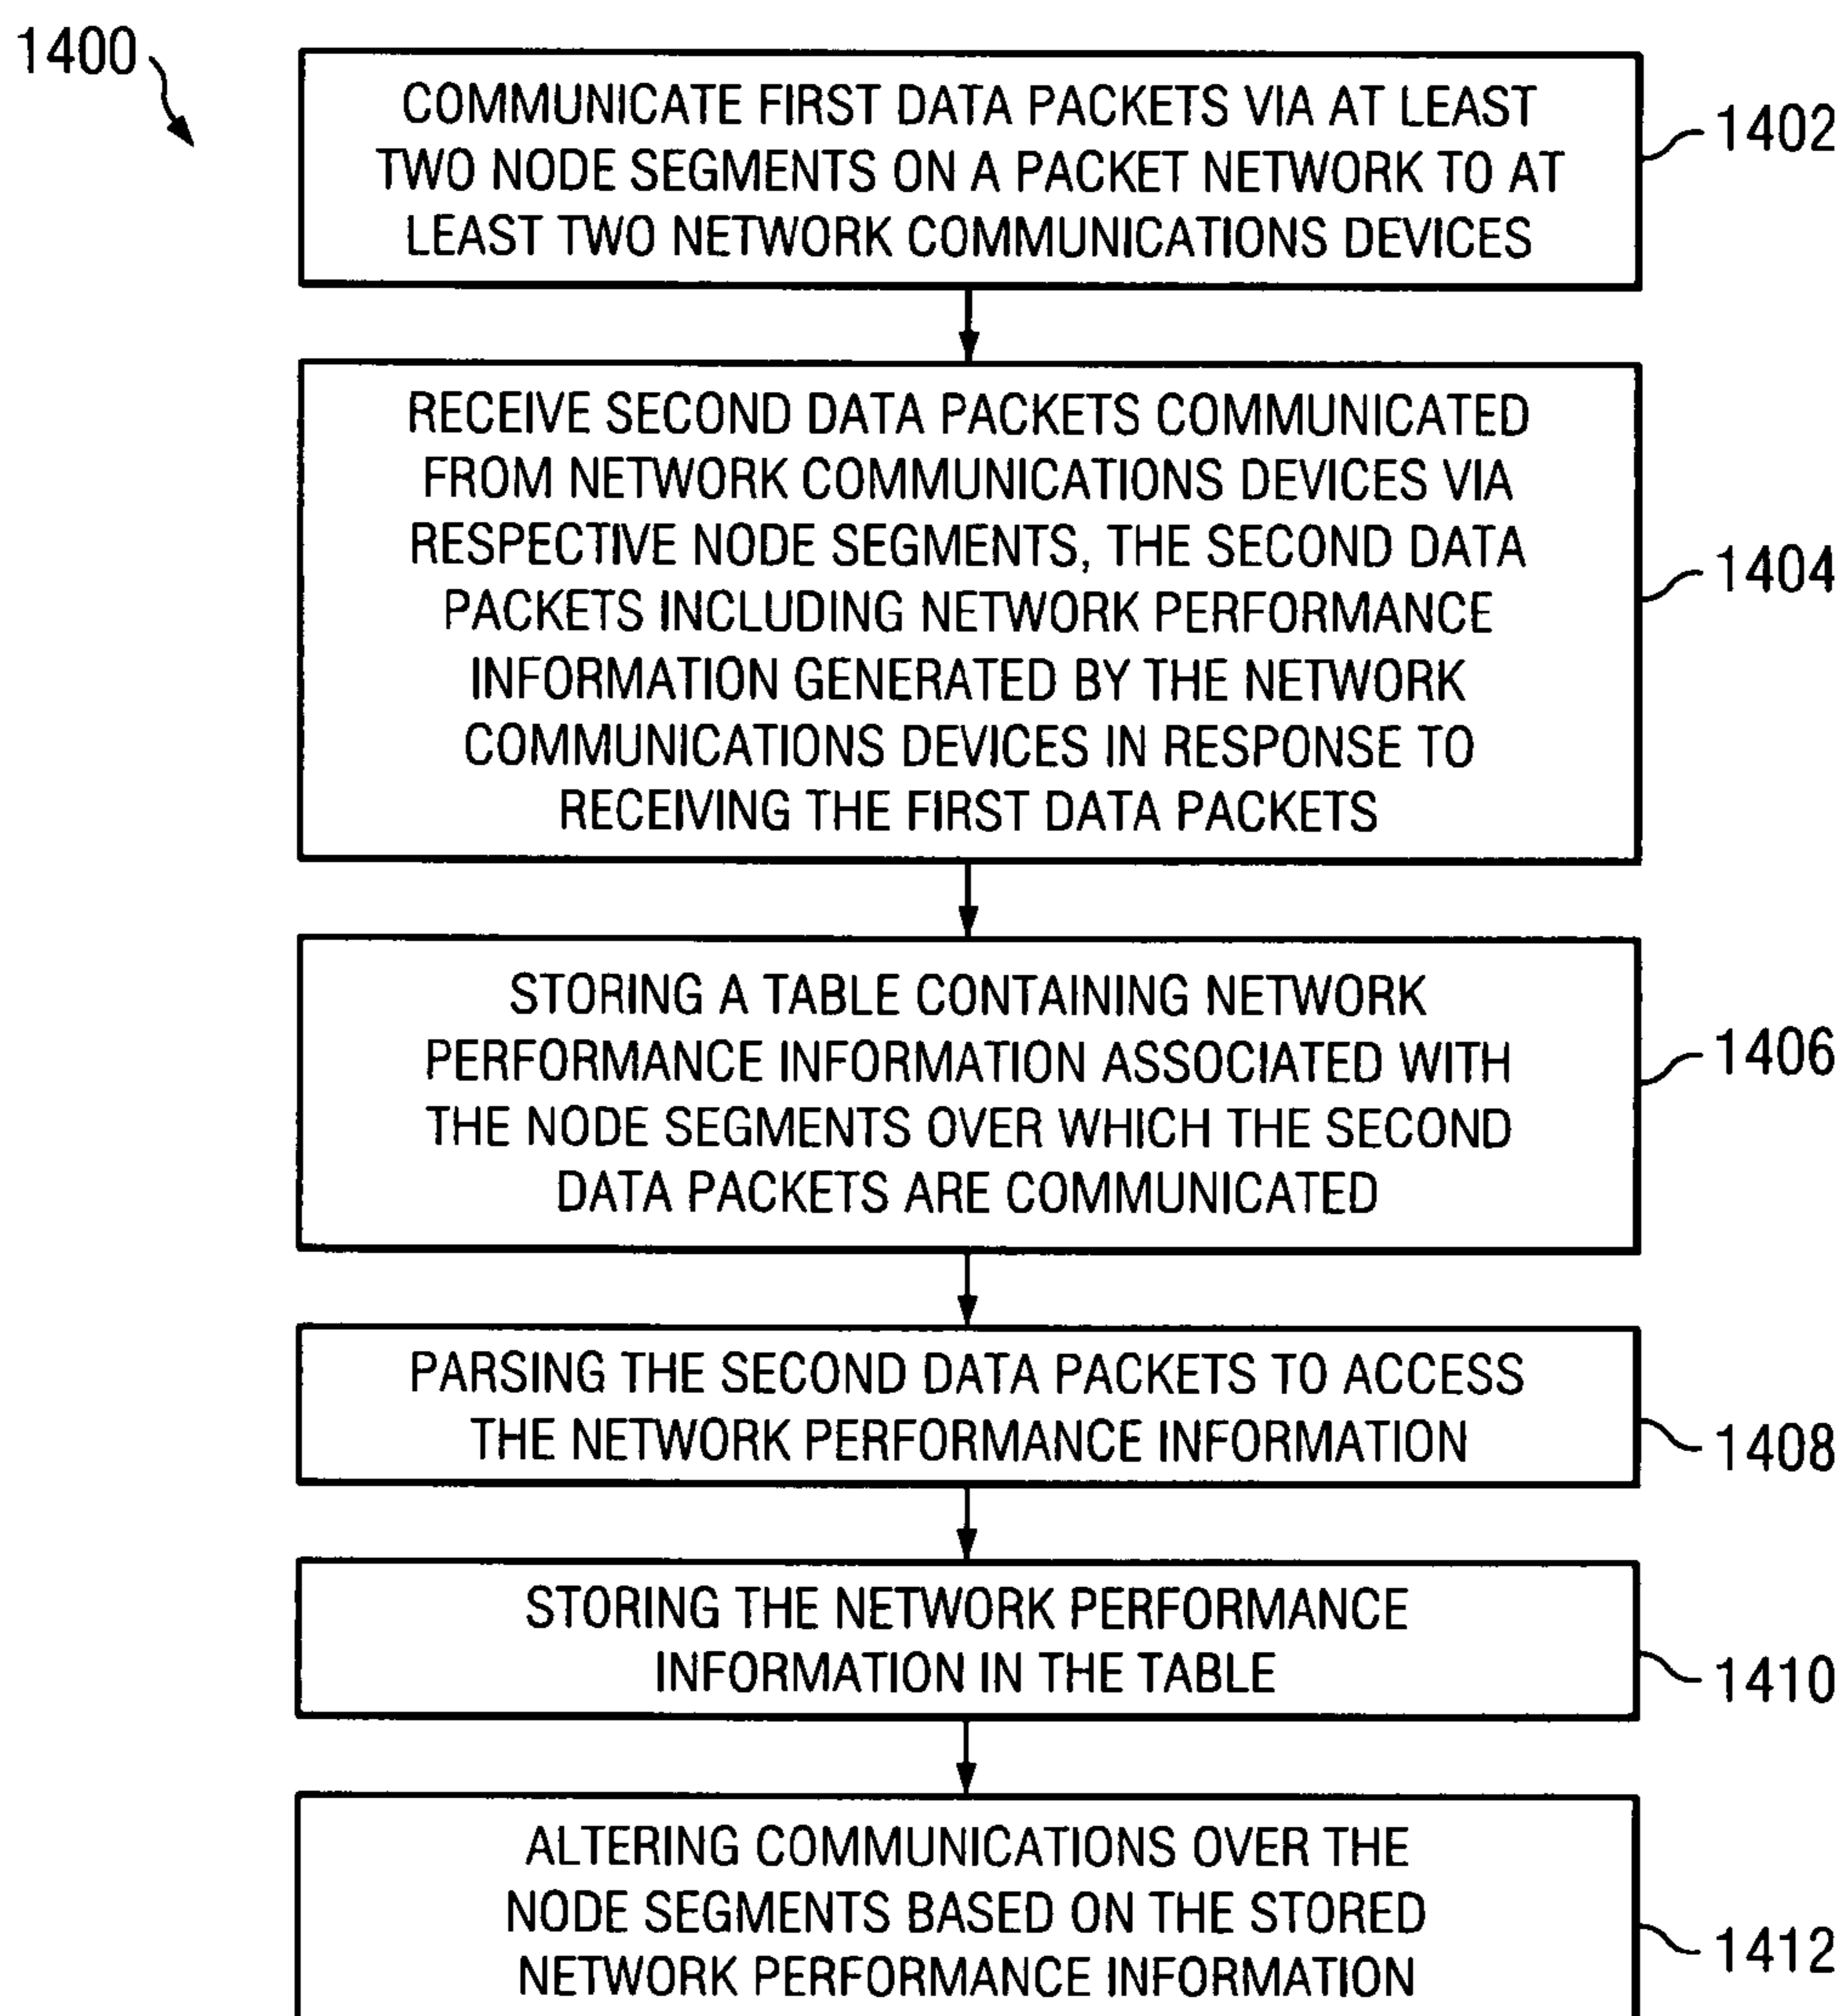 1400
COMMUNICATE FIRST DATA PACKETS VIA AT LEAST
TWO NODE SEGMENTS ON A PACKET NETWORK TO AT
LEAST TWO NETWORK COMMUNICATIONS DEVICES
1402
RECEIVE SECOND DATA PACKETS COMMUNICATED
FROM NETWORK COMMUNICATIONS DEVICES VIA
RESPECTIVE NODE SEGMENTS, THE SECOND DATA
PACKETS INCLUDING NETWORK PERFORMANCE
INFORMATION GENERATED BY THE NETWORK
COMMUNICATIONS DEVICES IN RESPONSE TO
RECEIVING THE FIRST DATA PACKETS
1404
STORING A TABLE CONTAINING NETWORK
PERFORMANCE INFORMATION ASSOCIATED WITH
THE NODE SEGMENTS OVER WHICH THE SECOND
DATA PACKETS ARE COMMUNICATED
1406
PARSING THE SECOND DATA PACKETS TO ACCESS
THE NETWORK PERFORMANCE INFORMATION
1408
STORING THE NETWORK PERFORMANCE
INFORMATION IN THE TABLE
1410
ALTERING COMMUNICATIONS OVER THE
NODE SEGMENTS BASED ON THE STORED
NETWORK PERFORMANCE INFORMATION
1412